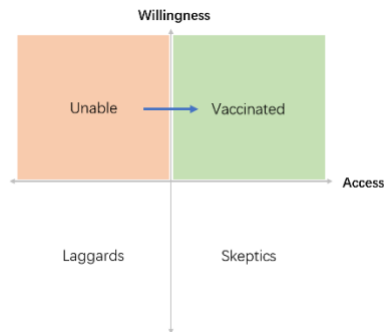 Willingness
Unable
Vaccinated
Access
Laggards
Skeptics